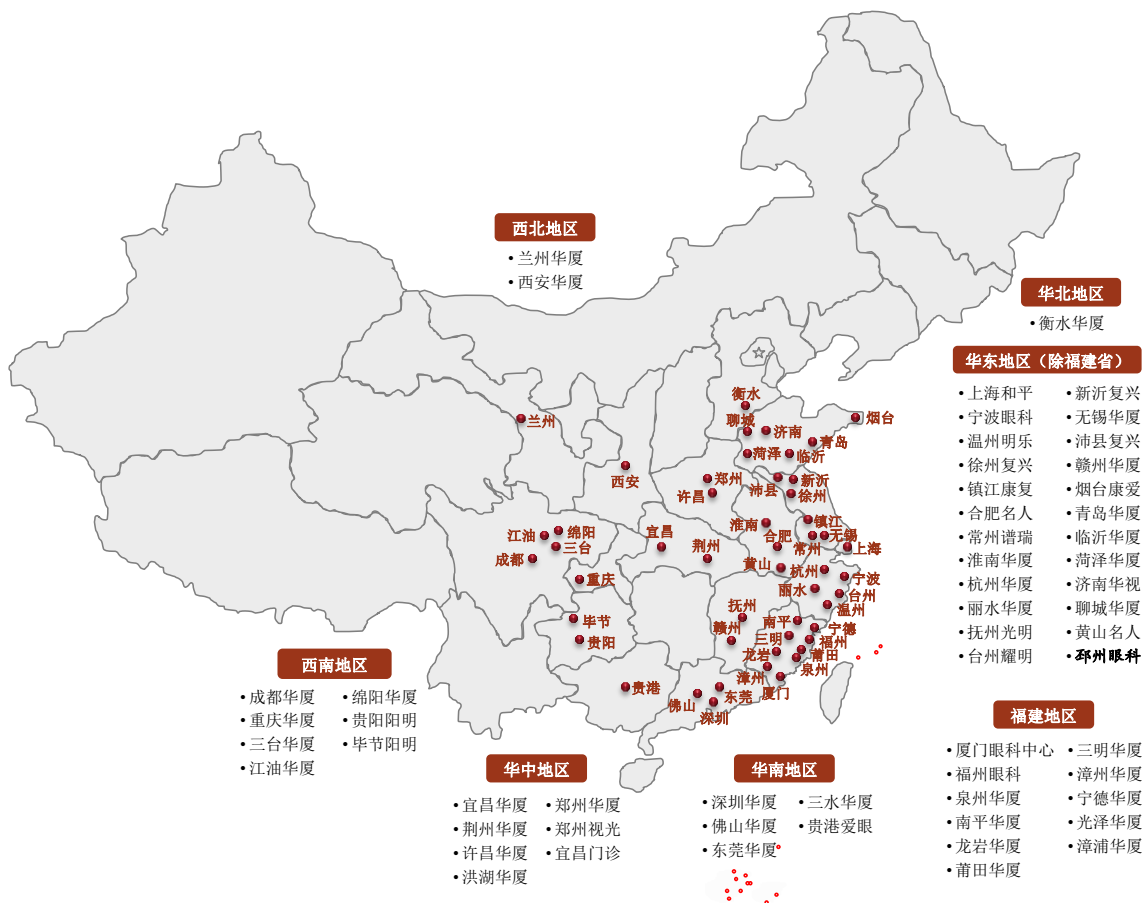 西北地区
• 兰州华厦
• 西安华厦
华北地区
• 衡水华厦
华东地区（除福建省）
• 上海和平 • 新沂复兴
• 宁波眼科 • 无锡华厦
• 温州明乐 • 沛县复兴
• 徐州复兴 • 赣州华厦
• 镇江康复 • 烟台康爱
• 合肥名人 • 青岛华厦
• 常州谱瑞 • 临沂华厦
• 淮南华厦 • 菏泽华厦
• 杭州华厦 • 济南华视
• 丽水华厦 • 聊城华厦
• 抚州光明 • 黄山名人
• 台州耀明 • 邳州眼科
衡水
聊城
济南
烟台
青岛
菏泽
临沂
兰州
西安
郑州
许昌
沛县
新沂
徐州
江油
绵阳
三台
成都
宜昌
荆州
淮南
合肥
镇江
常州
无锡
上海
黄山
杭州
宁波
丽水
台州
温州
重庆
毕节
贵阳
抚州
赣州
南平
宁德
三明
福州
龙岩
莆田
泉州
漳州
厦门
贵港
佛山
东莞
深圳
西南地区
• 成都华厦 • 绵阳华厦
• 重庆华厦 • 贵阳阳明
• 三台华厦 • 毕节阳明
• 江油华厦
华中地区
• 宜昌华厦 • 郑州华厦
• 荆州华厦 • 郑州视光
• 许昌华厦 • 宜昌门诊
• 洪湖华厦
华南地区
• 深圳华厦 • 三水华厦
• 佛山华厦 • 贵港爱眼
• 东莞华厦
福建地区
• 厦门眼科中心 • 三明华厦
• 福州眼科 • 漳州华厦
• 泉州华厦 • 宁德华厦
• 南平华厦 • 光泽华厦
• 龙岩华厦 • 漳浦华厦
• 莆田华厦